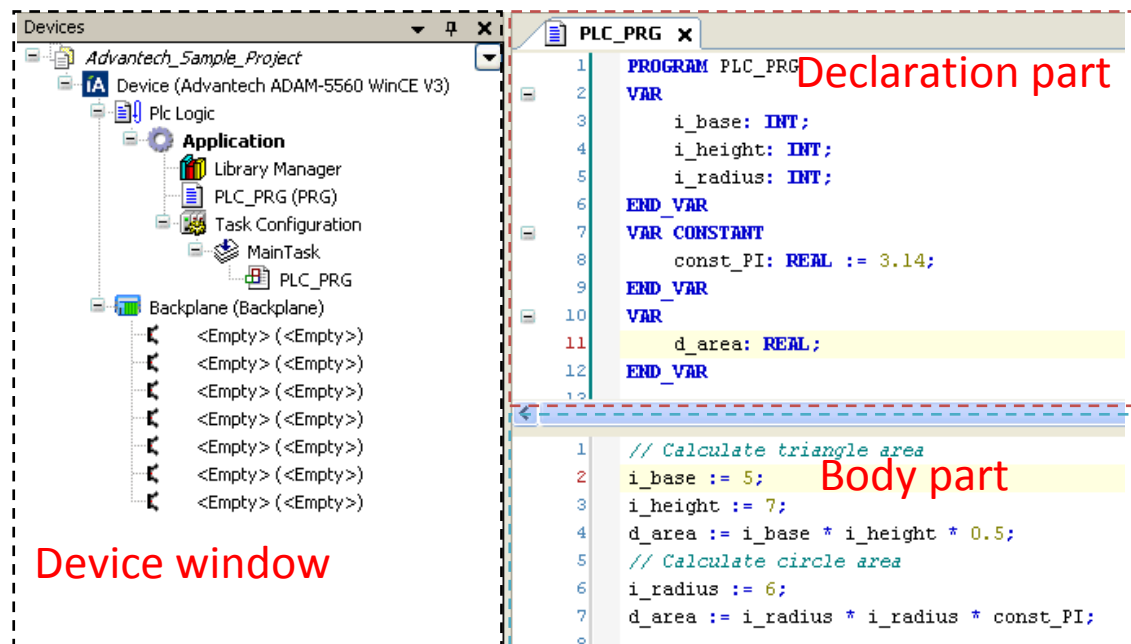 Devices
Advantech_Sample_Project
Device (Advantech ADAM-5560 WinCE V3)
Plc Logic
Application
Library Manager
PLC_PRG (PRG)
Task Configuration
MainTask
PLC_PRG
Backplane (Backplane)
<Empty> (<Empty>)
<Empty> (<Empty>)
<Empty> (<Empty>)
<Empty> (<Empty>)
<Empty> (<Empty>)
<Empty> (<Empty>)
<Empty> (<Empty>)
Device window
PLC_PRG
Declaration part
1 PROGRAM PLC_PRG
2 VAR
3 i_base: INT;
4 i_height: INT;
5 i_radius: INT;
6 END_VAR
7 VAR CONSTANT
8 const_PI: REAL := 3.14;
9 END_VAR
10 VAR
11 d_area: REAL;
12 END_VAR
13
Body part
1 // Calculate triangle area
2 i_base := 5;
3 i_height := 7;
4 d_area := i_base * i_height * 0.5;
5 // Calculate circle area
6 i_radius := 6;
7 d_area := i_radius * i_radius * const_PI;
8